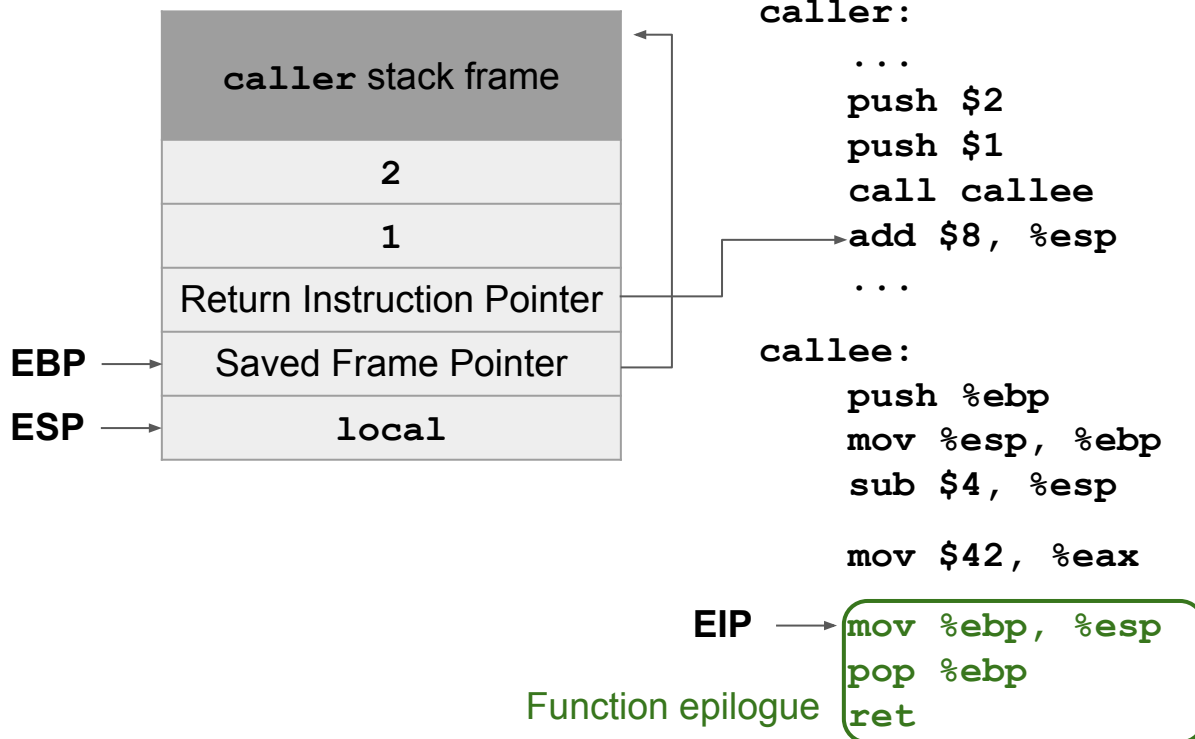 caller stack frame
2
1
Return Instruction Pointer
EBP
Saved Frame Pointer
ESP
local
caller:
...
push $2
push $1
call callee
add $8, %esp
...
callee:
push %ebp
mov %esp, %ebp
sub $4, %esp
mov $42, %eax
EIP
mov %ebp, %esp
pop %ebp
ret
Function epilogue